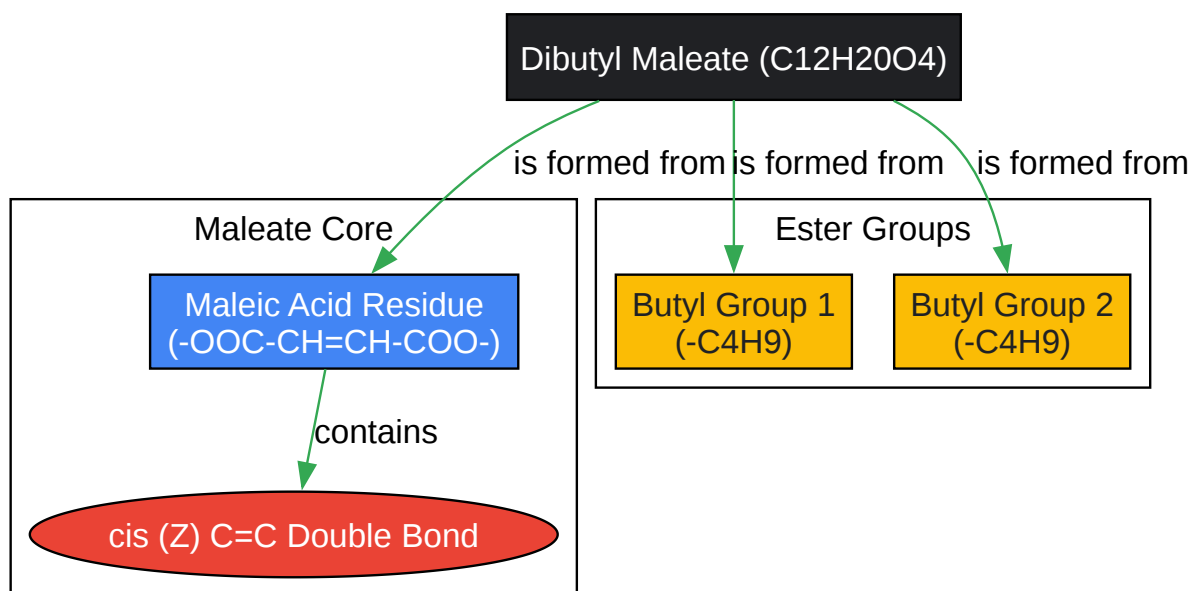 Dibutyl Maleate (C12H20O4)
is formed from
is formed from
is formed from
Maleate Core
Ester Groups
Maleic Acid Residue
(-OOC-CH=CH-COO-)
Butyl Group 1
(-C4H9)
Butyl Group 2
(-C4H9)
contains
cis (Z) C=C Double Bond